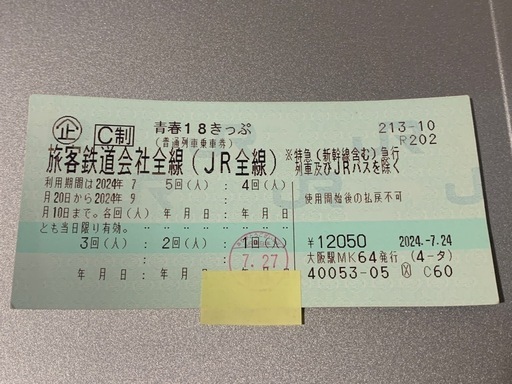 ㊭ C制 青春18きっぷ 213-10
(普通列車乗車券) R202
旅客鉄道会社全線(JR全線) ※特急(新幹線含む)急行
列車及びJRバスを除く
利用期間は2024年 7 5回(人) : 4回(人)
月20日から2024年 9 : 使用開始後の払戻不可
月10日まで。各回(人) 年 月 日 年 月 日
とも当日限り有効。
3回(人) : 2回(人) : 1回(人) ¥12050 2024.-7.24
7.27 大阪駅MK64発行 (4-タ)
年 月 日 年 月 日 40053-05 Ⓧ C60